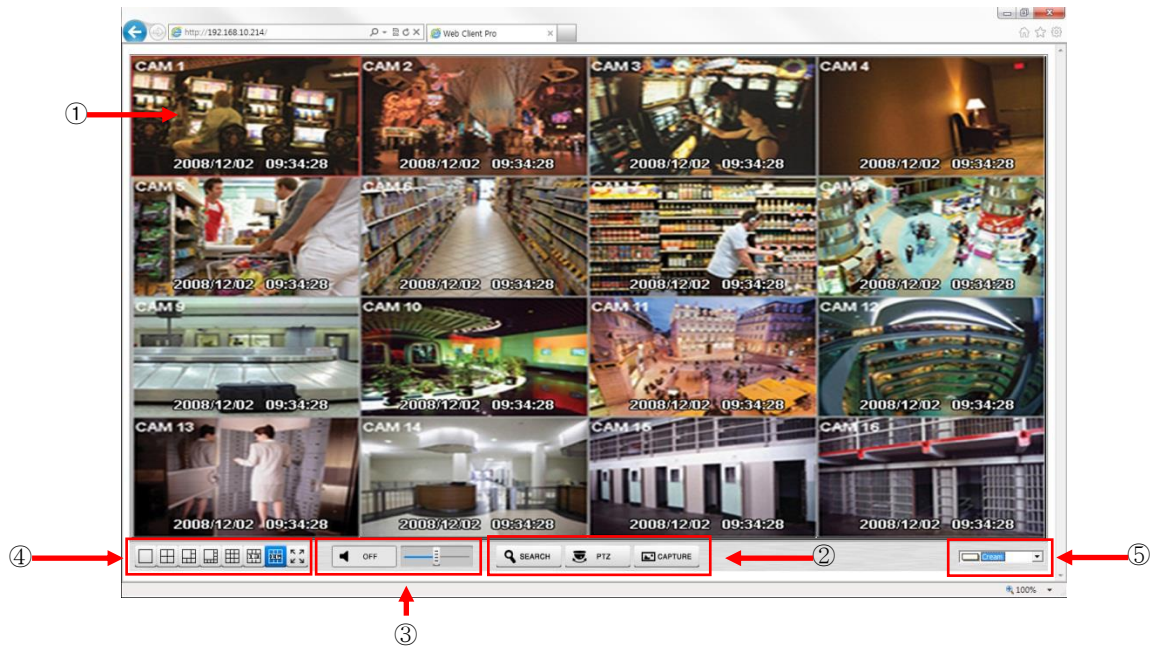 http://192.168.10.214/
Web Client Pro
CAM 1
CAM 2
CAM 3
CAM 4
①
2008/12/02 09:34:28
2008/12/02 09:34:28
2008/12/02 09:34:28
2008/12/02 09:34:28
CAM 5
CAM 6
CAM 7
CAM 8
2008/12/02 09:34:28
2008/12/02 09:34:28
2008/12/02 09:34:28
2008/12/02 09:34:28
CAM 9
CAM 10
CAM 11
CAM 12
2008/12/02 09:34:28
2008/12/02 09:34:28
2008/12/02 09:34:28
2008/12/02 09:34:28
CAM 13
CAM 14
CAM 15
CAM 16
2008/12/02 09:34:28
2008/12/02 09:34:28
2008/12/02 09:34:28
2008/12/02 09:34:28
④
OFF
SEARCH
PTZ
CAPTURE
②
Cream
⑤
100%
③